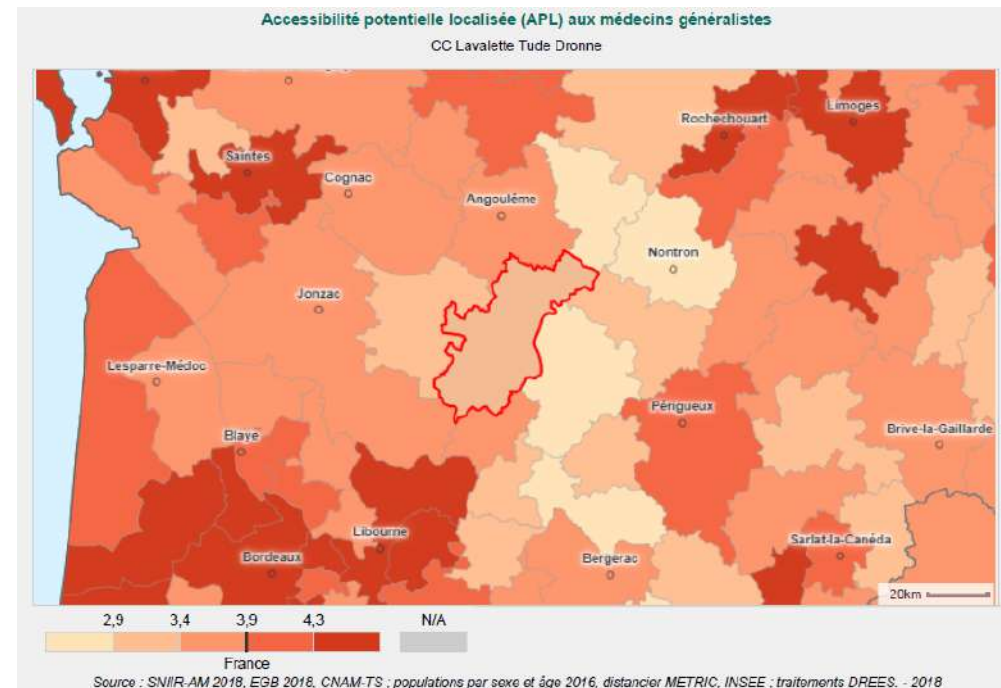 Accessibilité potentielle localisée (APL) aux médecins généralistes
CC Lavalette Tude Dronne
Limoges
Rochechouart
Saintes
Cognac
Angoulême
Nontron
Jonzac
Lesparre-Médoc
Périgueux
Brive-la-Gaillarde
Blaye
Libourne
Sarlat-la-Canéda
Bordeaux
Bergerac
20km
2,9 3,4 3,9 4,3 N/A
France
Source : SNIIR-AM 2018, EGB 2018, CNAM-TS ; populations par sexe et âge 2016, distancier METRIC, INSEE ; traitements DREES. - 2018